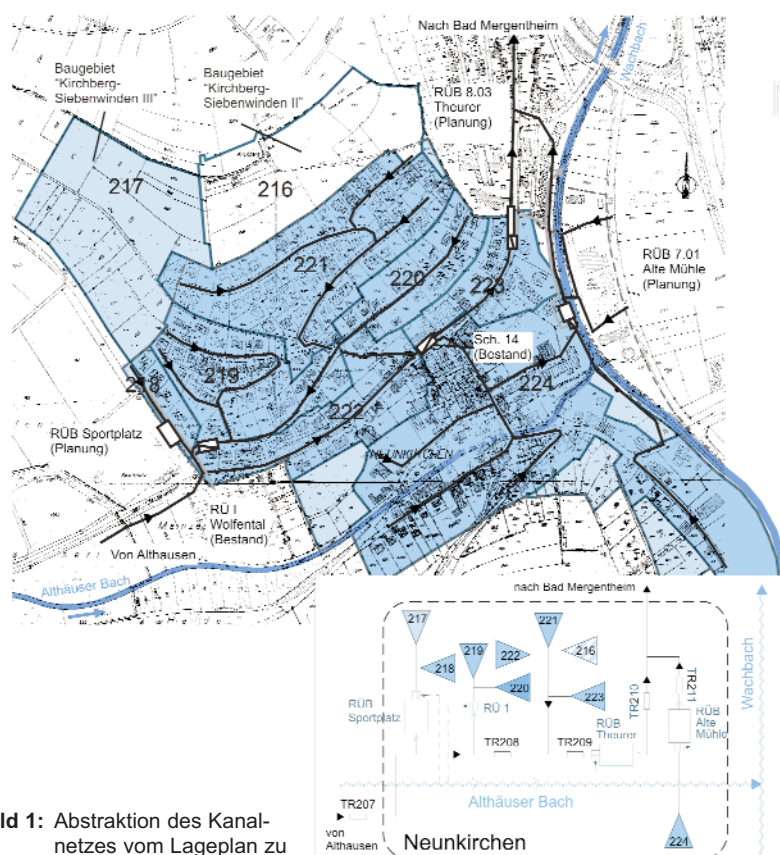 Nach Bad Mergentheim
Wachbach
Baugebiet
"Kirchberg-
Siebenwinden III"
Baugebiet
"Kirchberg-
Siebenwinden II"
RÜB 8.03
Theurer
(Planung)
217
216
221
220
223
RÜB 7.01
Alte Mühle
(Planung)
Sch. 14
(Bestand)
218
219
222
224
RÜB Sportplatz
(Planung)
NEUNKIRCHEN
RÜ I
Wolfental
(Bestand)
Von Althausen
Althäuser Bach
nach Bad Mergentheim
217
221
218
219
222
216
220
223
RÜB
Sportplatz
RÜ 1
TR210
TR211
RÜB
Theurer
RÜB
Alte
Mühle
TR208
TR209
Wachbach
Althäuser Bach
TR207
von
Althausen
Neunkirchen
224
ld 1: Abstraktion des Kanal-
netzes vom Lageplan zu